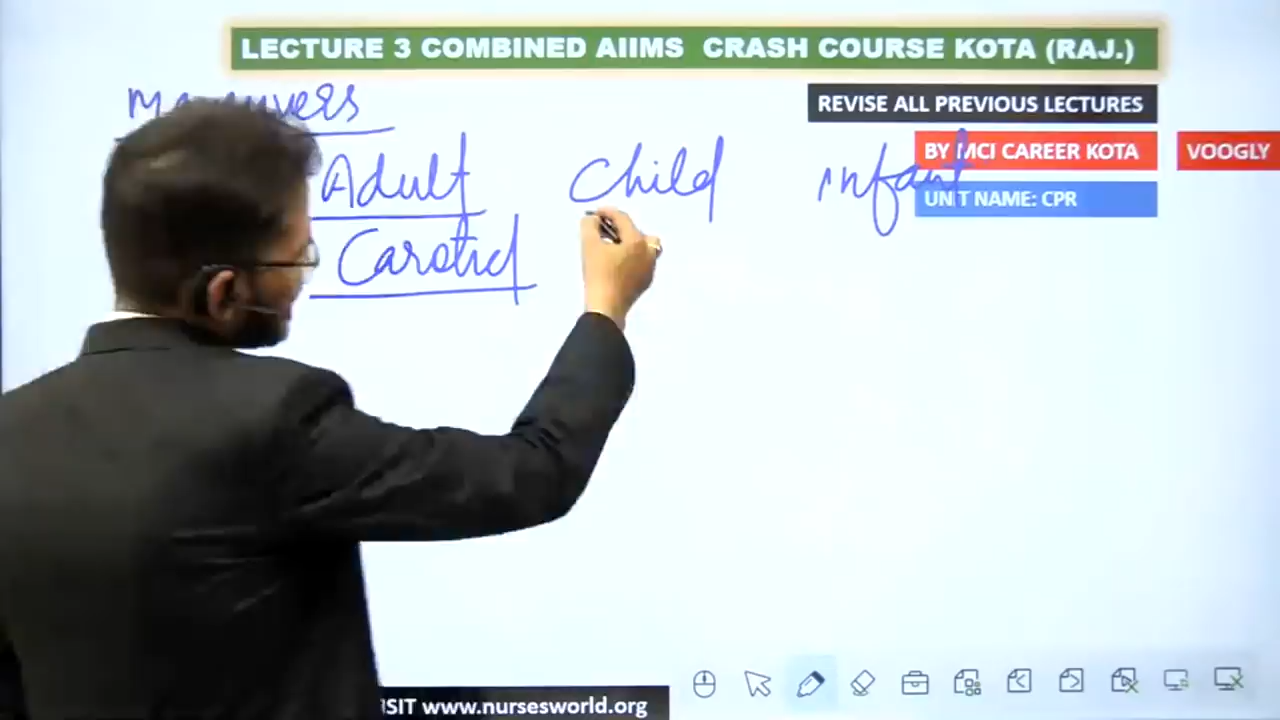 LECTURE 3 COMBINED AIIMS CRASH COURSE KOTA (RAJ.)
REVISE ALL PREVIOUS LECTURES
BY MCI CAREER KOTA
VOOGLY
UNIT NAME: CPR
Adult Child infant
Carotid
www.nursesworld.org